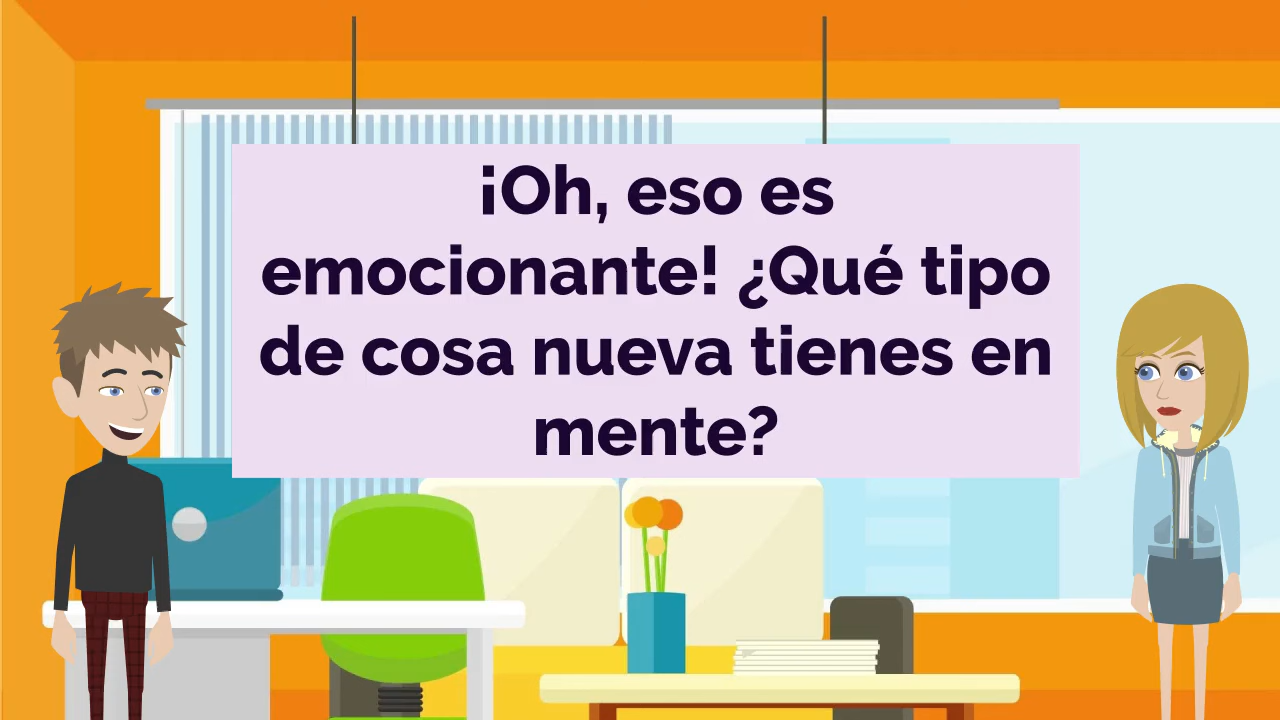 ¡Oh, eso es
emocionante! ¿Qué tipo
de cosa nueva tienes en
mente?